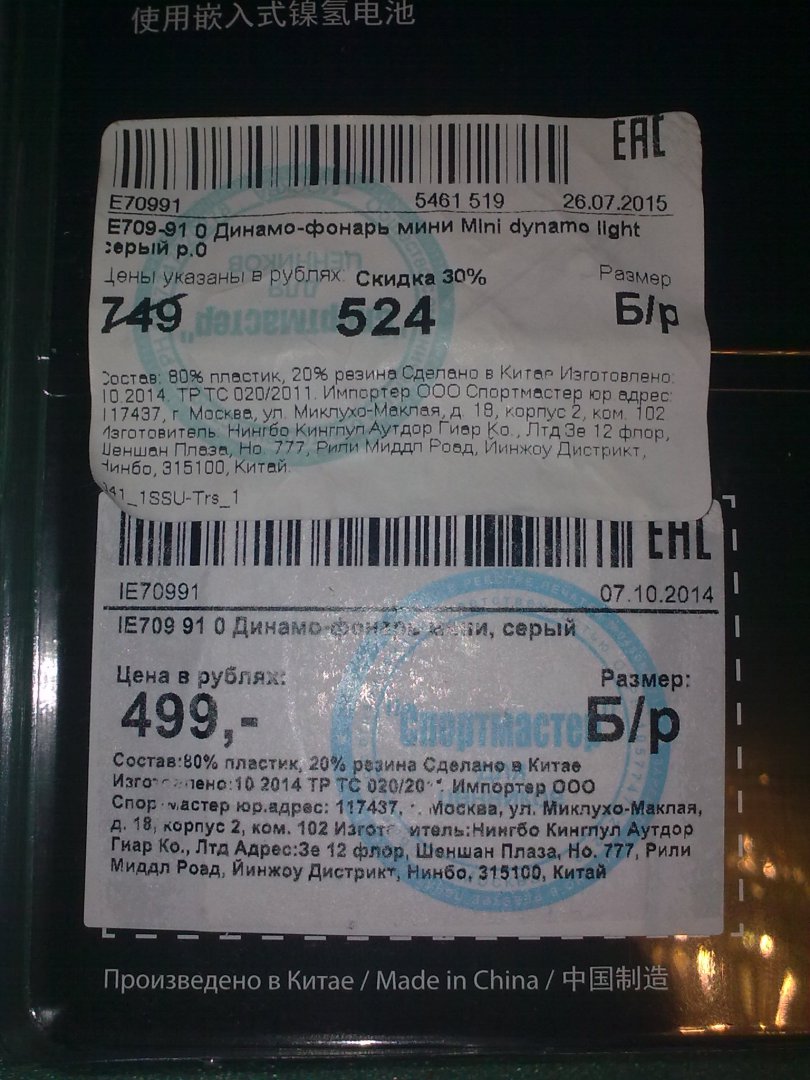 使用嵌入式镍氢电池
EAC
E70991 5461 519 26.07.2015
E709-91 0 Динамо-фонарь мини MIni dynamo light
серый р.0
Цены указаны в рублях: Скидка 30% Размер
749 524 Б/р
Состав: 80% пластик, 20% резина Сделано в Китае Изготовлено:
10.2014. ТР ТС 020/2011. Импортер ООО Спортмастер юр адрес:
117437, г. Москва, ул. Миклухо-Маклая, д. 18, корпус 2, ком. 102
Изготовитель: Нингбо Кинглул Аутдор Гиар Ко., Лтд Зе 12 флор,
Шеншан Плаза, Но. 777, Рили Миддл Роад, Йинжоу Дистрикт,
Нинбо, 315100, Китай.
41_1SSU-Trs_1
EAC
IE70991 07.10.2014
IE709 91 0 Динамо-фонарь мини, серый
Цена в рублях: Размер:
499,- Б/р
"Спортмастер"
Состав:80% пластик, 20% резина Сделано в Китае
Изготовлено:10 2014 ТР ТС 020/20 Импортер ООО
Спортмастер юр.адрес: 117437, Москва, ул. Миклухо-Маклая,
д. 18, корпус 2, ком. 102 Изготовитель:Нингбо Кинглул Аутдор
Гиар Ко., Лтд Адрес:Зе 12 флор, Шеншан Плаза, Но. 777, Рили
Миддл Роад, Йинжоу Дистрикт, Нинбо, 315100, Китай
Произведено в Китае / Made in China / 中国制造